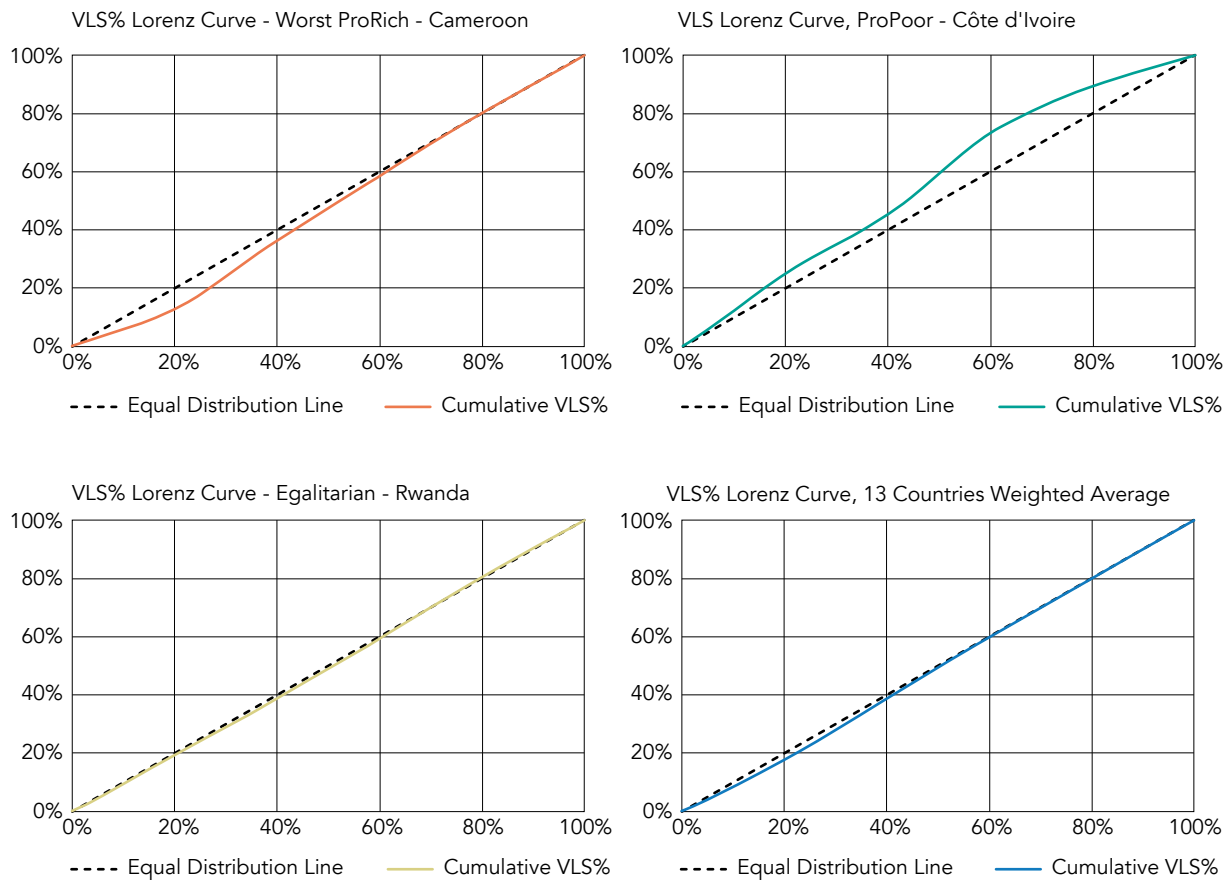 VLS% Lorenz Curve - Worst ProRich - Cameroon
100%
80%
60%
40%
20%
0%
0% 20% 40% 60% 80% 100%
Equal Distribution Line Cumulative VLS%
VLS Lorenz Curve, ProPoor - Côte d'Ivoire
100%
80%
60%
40%
20%
0%
0% 20% 40% 60% 80% 100%
Equal Distribution Line Cumulative VLS%
VLS% Lorenz Curve - Egalitarian - Rwanda
100%
80%
60%
40%
20%
0%
0% 20% 40% 60% 80% 100%
Equal Distribution Line Cumulative VLS%
VLS% Lorenz Curve, 13 Countries Weighted Average
100%
80%
60%
40%
20%
0%
0% 20% 40% 60% 80% 100%
Equal Distribution Line Cumulative VLS%